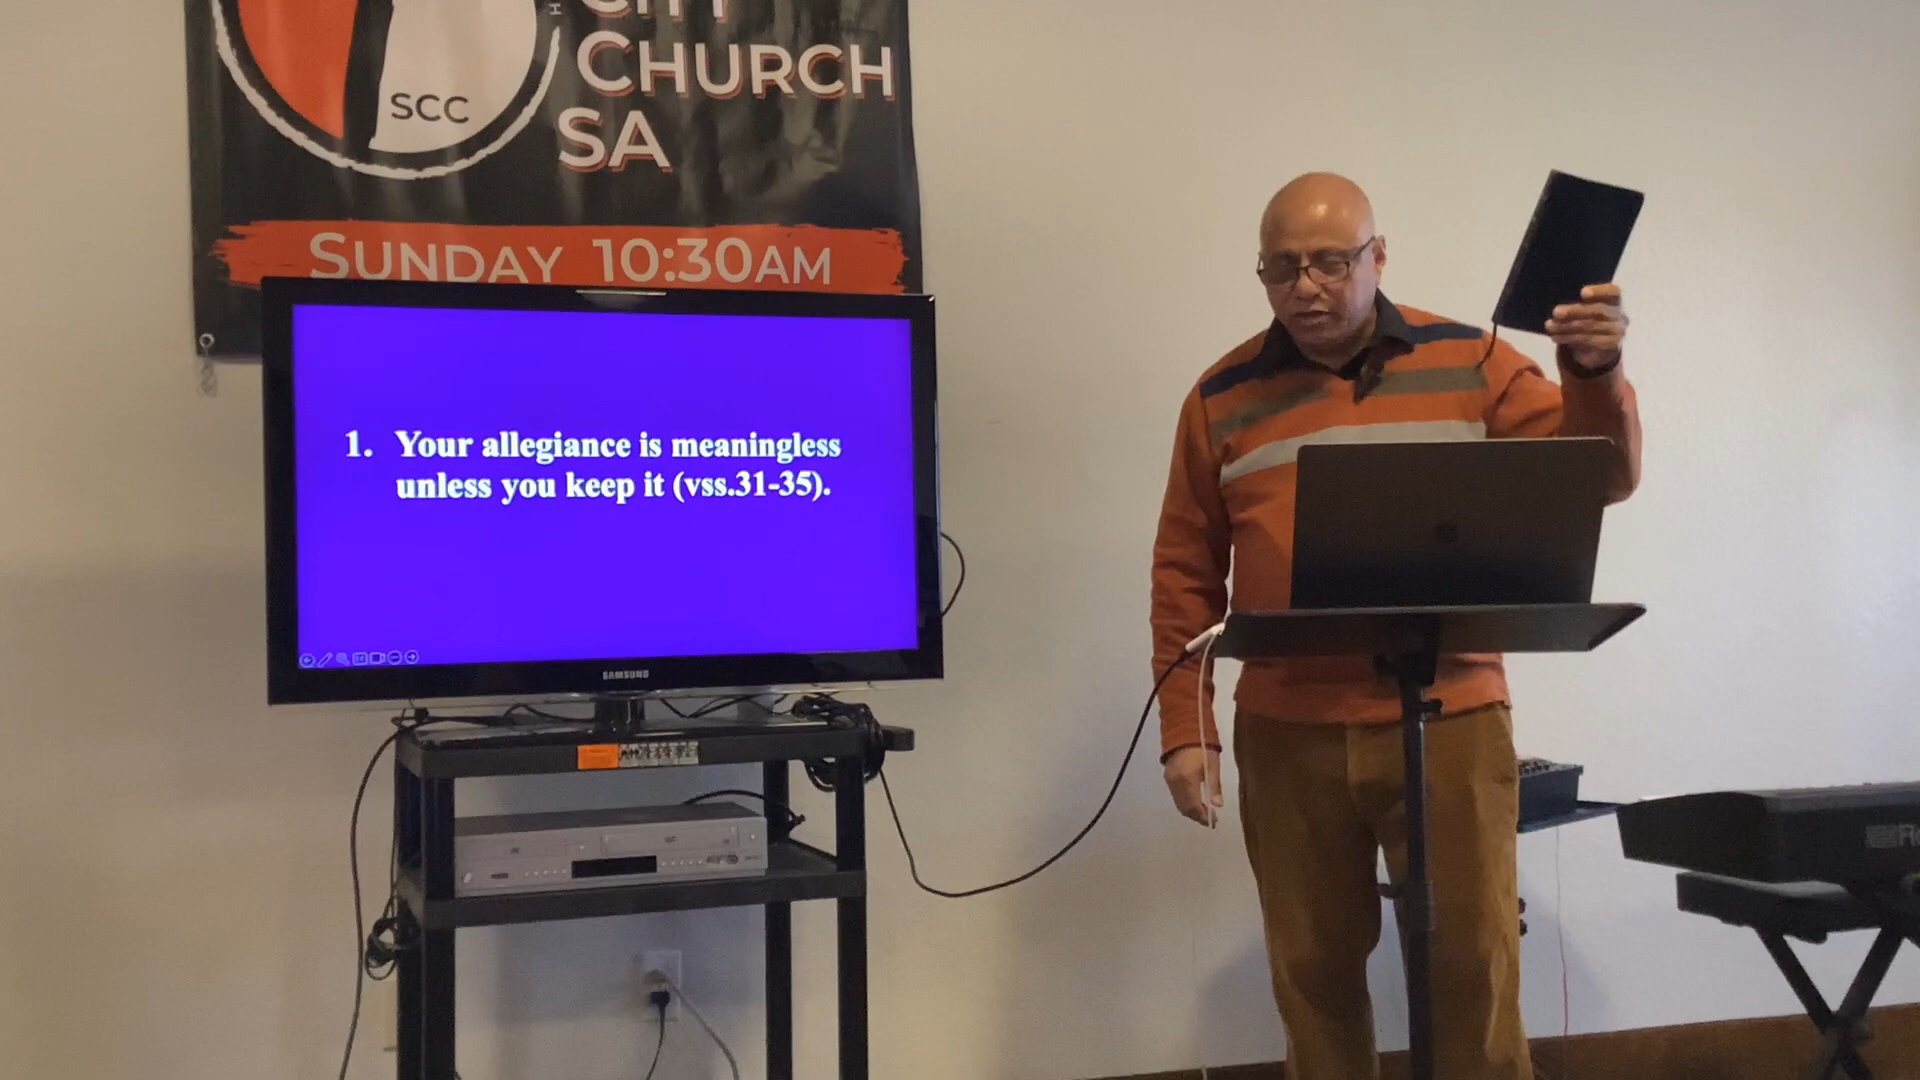 CITY
CHURCH
SA
SCC
SUNDAY 10:30AM
1. Your allegiance is meaningless
unless you keep it (vss.31-35).
SAMSUNG